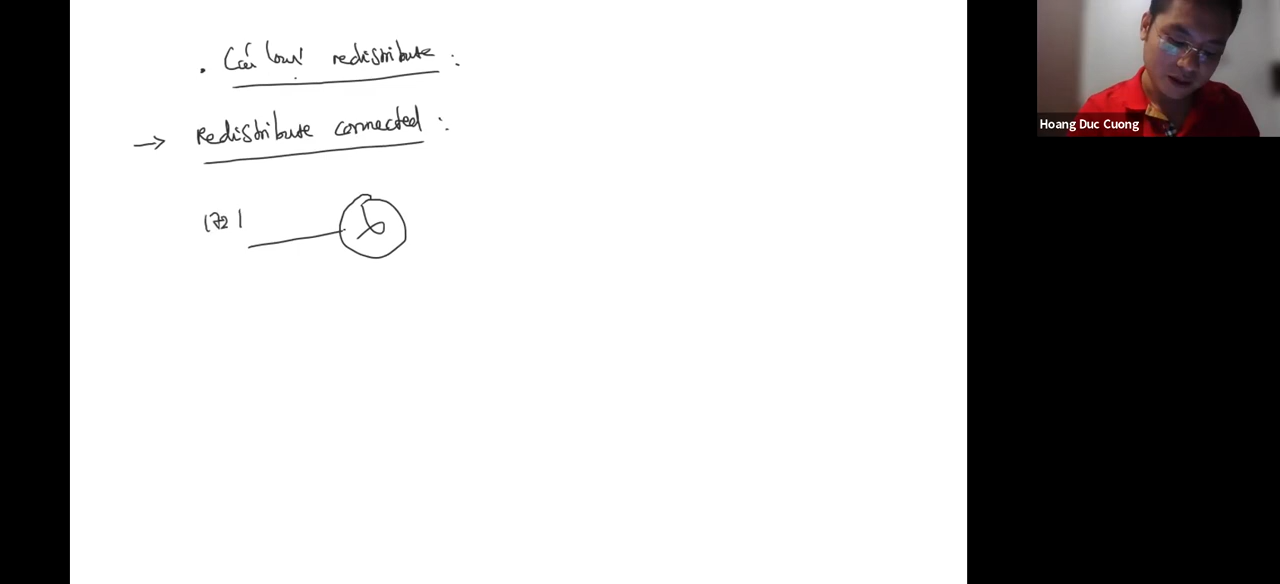 . Các loại redistribute :
→ Redistribute connected :
172 1
Hoang Duc Cuong